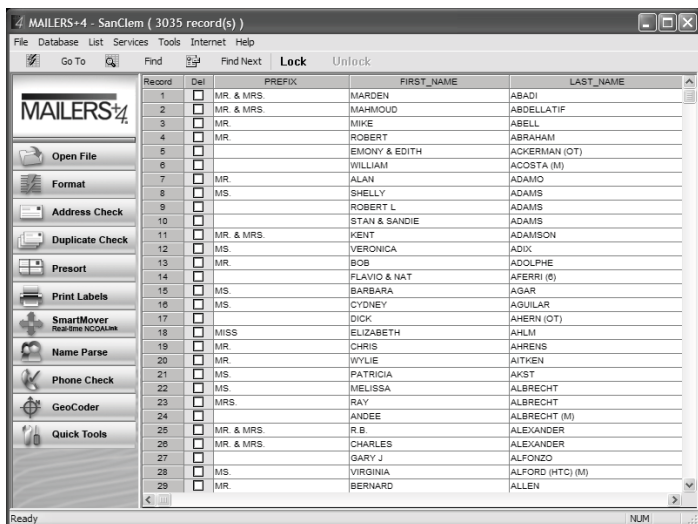 MAILERS+4 - SanClem ( 3035 record(s) )
File Database List Services Tools Internet Help
Go To Find Find Next Lock Unlock
MAILERS+4
Open File
Format
Address Check
Duplicate Check
Presort
Print Labels
SmartMover
Real-time NCOALink
Name Parse
Phone Check
GeoCoder
Quick Tools
Record Del PREFIX FIRST_NAME LAST_NAME
1 MR. & MRS. MARDEN ABADI
2 MR. & MRS. MAHMOUD ABDELLATIF
3 MR. MIKE ABELL
4 MR. ROBERT ABRAHAM
5 EMONY & EDITH ACKERMAN (OT)
6 WILLIAM ACOSTA (M)
7 MR. ALAN ADAMO
8 MS. SHELLY ADAMS
9 ROBERT L ADAMS
10 STAN & SANDIE ADAMS
11 MR. & MRS. KENT ADAMSON
12 MS. VERONICA ADIX
13 MR. BOB ADOLPHE
14 FLAVIO & NAT AFERRI (6)
15 MS. BARBARA AGAR
16 MS. CYDNEY AGUILAR
17 DICK AHERN (OT)
18 MISS ELIZABETH AHLM
19 MR. CHRIS AHRENS
20 MR. WYLIE AITKEN
21 MS. PATRICIA AKST
22 MS. MELISSA ALBRECHT
23 MRS. RAY ALBRECHT
24 ANDEE ALBRECHT (M)
25 MR. & MRS. R.B. ALEXANDER
26 MR. & MRS. CHARLES ALEXANDER
27 GARY J ALFONZO
28 MS. VIRGINIA ALFORD (HTC) (M)
29 MR. BERNARD ALLEN
Ready NUM